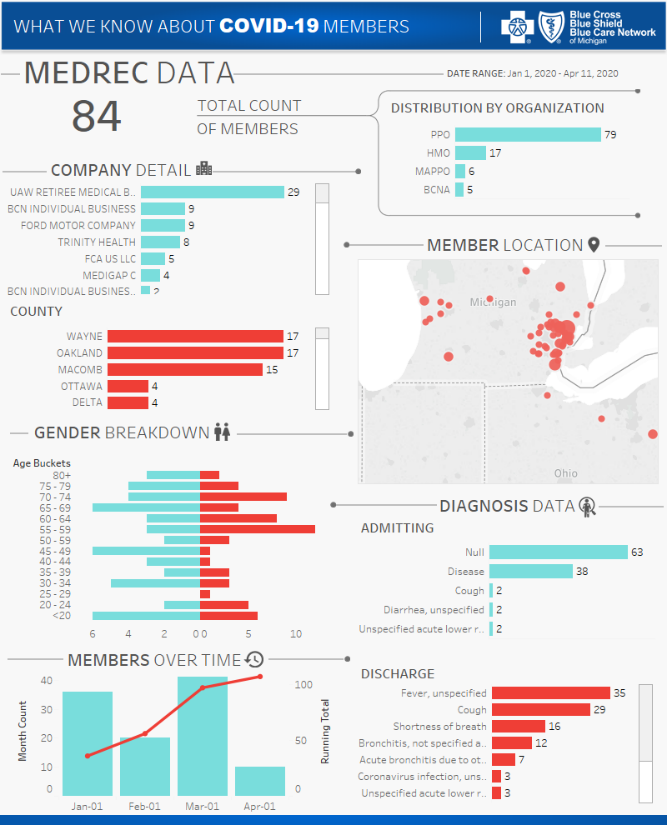 WHAT WE KNOW ABOUT COVID-19 MEMBERS
Blue Cross
Blue Shield
Blue Care Network
of Michigan
MEDREC DATA
DATE RANGE: Jan 1, 2020 - Apr 11, 2020
84
TOTAL COUNT
OF MEMBERS
DISTRIBUTION BY ORGANIZATION
PPO 79
HMO 17
MAPPO 6
BCNA 5
COMPANY DETAIL
UAW RETIREE MEDICAL B.. 29
BCN INDIVIDUAL BUSINESS 9
FORD MOTOR COMPANY 9
TRINITY HEALTH 8
FCA US LLC 5
MEDIGAP C 4
BCN INDIVIDUAL BUSINES.. 2
COUNTY
WAYNE 17
OAKLAND 17
MACOMB 15
OTTAWA 4
DELTA 4
MEMBER LOCATION
Michigan
Ohio
GENDER BREAKDOWN
Age Buckets
80+
75 - 79
70 - 74
65 - 69
60 - 64
55 - 59
50 - 59
45 - 49
40 - 44
35 - 39
30 - 34
25 - 29
20 - 24
<20
6 4 2 0 0 5 10
DIAGNOSIS DATA
ADMITTING
Null 63
Disease 38
Cough 2
Diarrhea, unspecified 2
Unspecified acute lower r.. 2
MEMBERS OVER TIME
Month Count
40
30
20
10
0
100
50
0
Running Total
Jan-01 Feb-01 Mar-01 Apr-01
DISCHARGE
Fever, unspecified 35
Cough 29
Shortness of breath 16
Bronchitis, not specified a.. 12
Acute bronchitis due to ot.. 7
Coronavirus infection, uns.. 3
Unspecified acute lower r.. 3